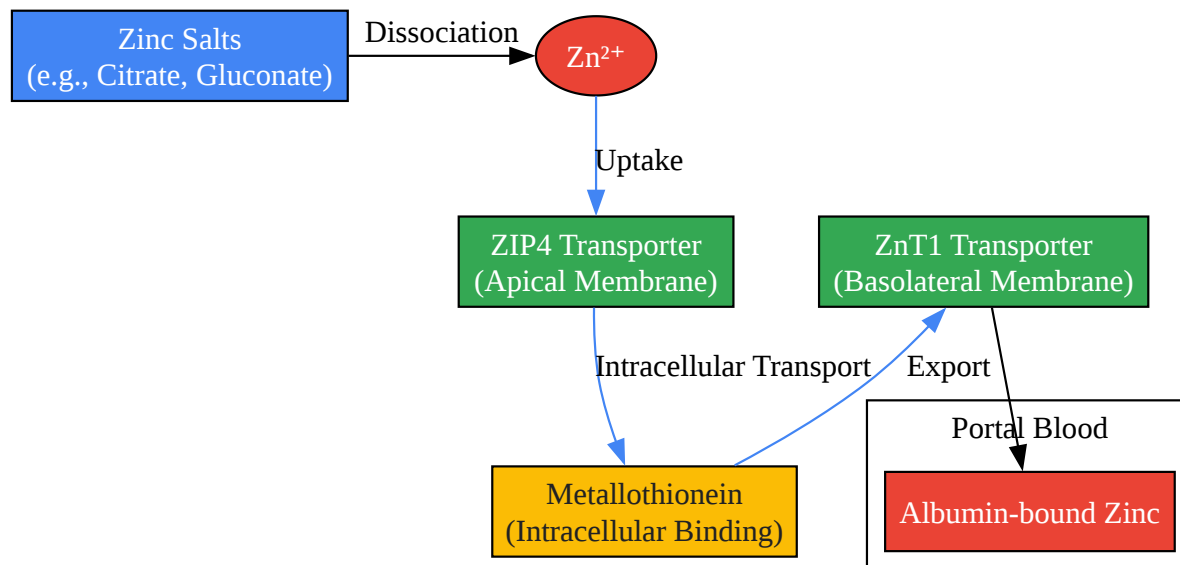 Zinc Salts
(e.g., Citrate, Gluconate)
Dissociation
Zn²⁺
Uptake
ZIP4 Transporter
(Apical Membrane)
ZnT1 Transporter
(Basolateral Membrane)
Intracellular Transport
Export
Portal Blood
Metallothionein
(Intracellular Binding)
Albumin-bound Zinc